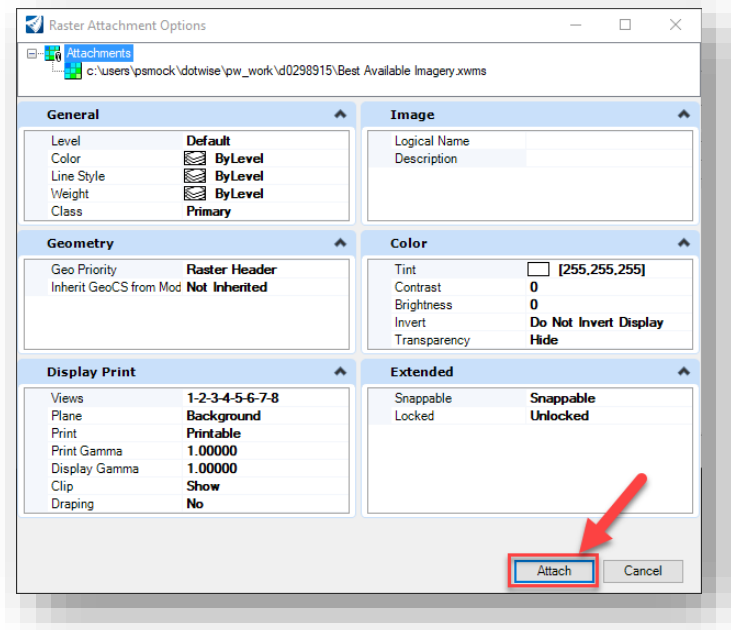 Raster Attachment Options
Attachments
c:\users\psmock\dotwise\pw_work\d0298915\Best Available Imagery.xwms
General
Level Default
Color ByLevel
Line Style ByLevel
Weight ByLevel
Class Primary
Image
Logical Name
Description
Geometry
Geo Priority Raster Header
Inherit GeoCS from Mod Not Inherited
Color
Tint [255,255,255]
Contrast 0
Brightness 0
Invert Do Not Invert Display
Transparency Hide
Display Print
Views 1-2-3-4-5-6-7-8
Plane Background
Print Printable
Print Gamma 1.00000
Display Gamma 1.00000
Clip Show
Draping No
Extended
Snappable Snappable
Locked Unlocked
Attach Cancel